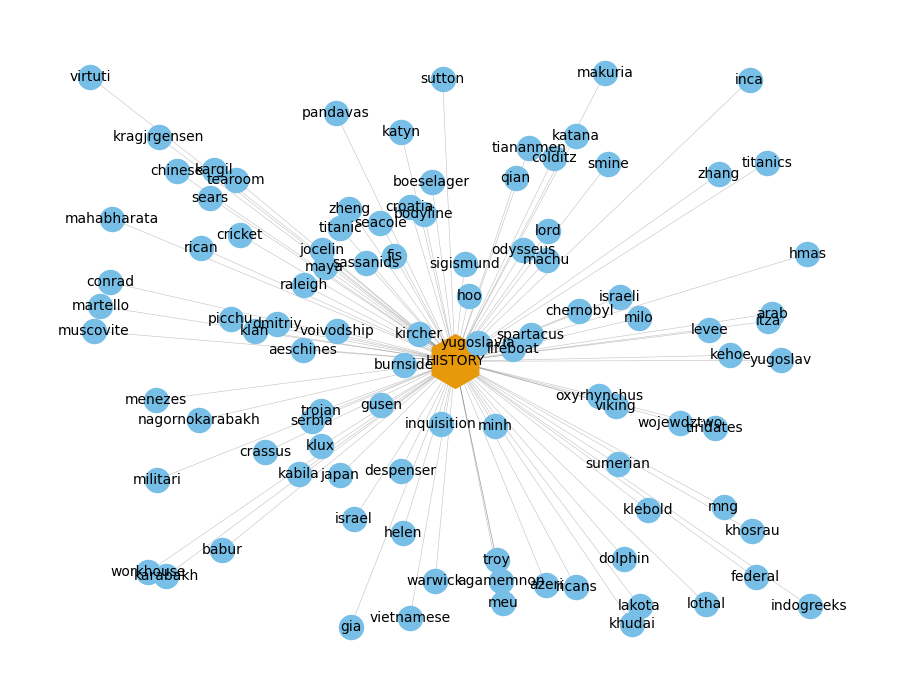 makuria
virtuti
sutton
inca
pandavas
katyn
katana
kragjrgensen
tiananmen
colditz
smine
titanics
chinese
kargil
tearoom
zhang
qian
boeselager
sears
croatia
zheng
bodyline
mahabharata
seacole
titanic
lord
cricket
rican
jocelin
odysseus
hmas
fis
machu
sassanids
sigismund
maya
conrad
raleigh
hoo
israeli
martello
chernobyl
arab
milo
itza
picchu
dmitriy
muscovite
klan
voivodship
kircher
levee
spartacus
yugoslavia
lifeboat
aeschines
kehoe
HISTORY
yugoslav
burnside
oxyrhynchus
menezes
gusen
viking
trojan
nagornokarabakh
serbia
inquisition
minh
wojewdztwo
tiridates
klux
crassus
sumerian
despenser
kabila
japan
militari
mng
klebold
israel
khosrau
helen
babur
troy
dolphin
workhouse
karabakh
federal
warwick
agamemnon
azeri
ricans
meu
lothal
lakota
indogreeks
vietnamese
khudai
gia